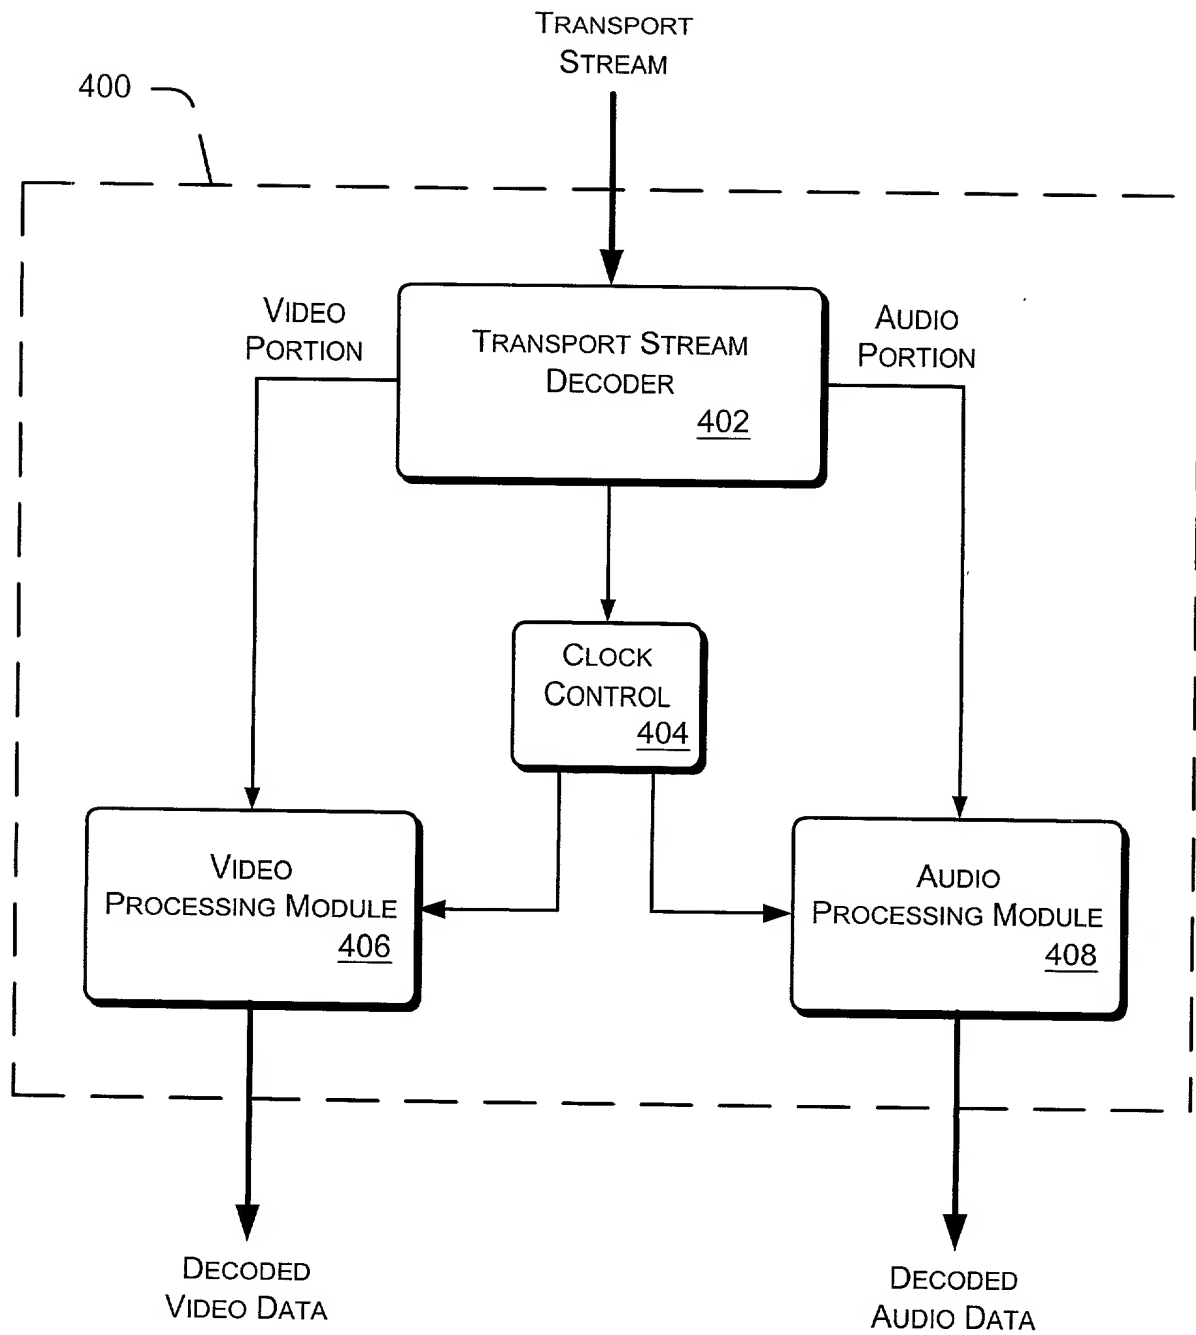 TRANSPORT
STREAM
400
VIDEO
PORTION
TRANSPORT STREAM
DECODER
402
AUDIO
PORTION
CLOCK
CONTROL
404
VIDEO
PROCESSING MODULE
406
AUDIO
PROCESSING MODULE
408
DECODED
VIDEO DATA
DECODED
AUDIO DATA